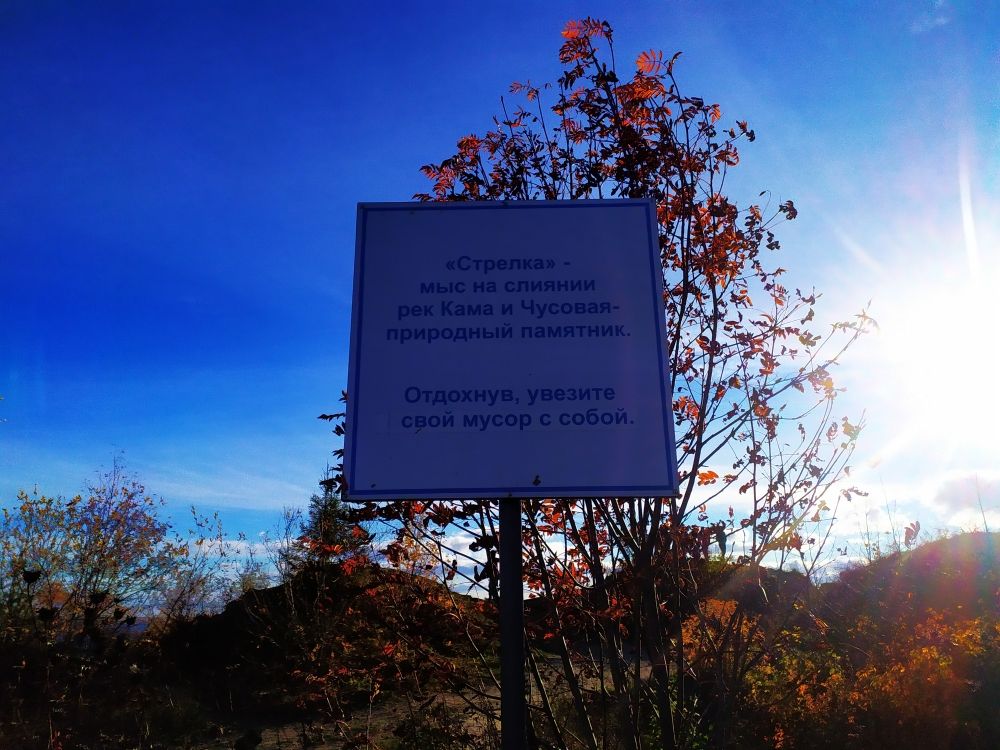 «Стрелка» -
мыс на слиянии
рек Кама и Чусовая-
природный памятник.
Отдохнув, увезите
свой мусор с собой.